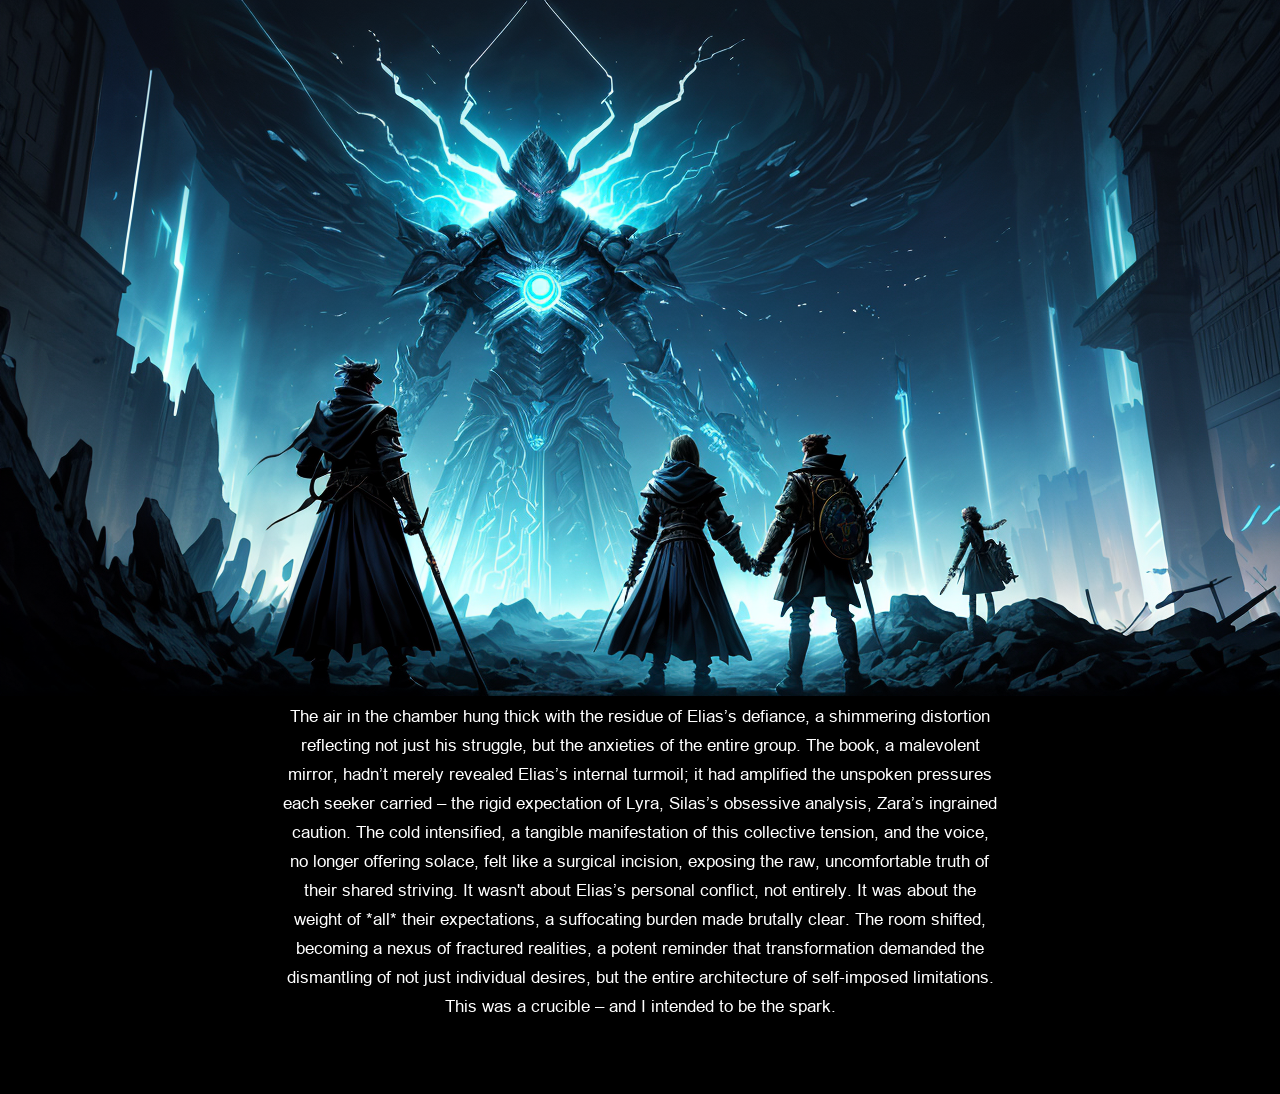 The air in the chamber hung thick with the residue of Elias’s defiance, a shimmering distortion
reflecting not just his struggle, but the anxieties of the entire group. The book, a malevolent
mirror, hadn’t merely revealed Elias’s internal turmoil; it had amplified the unspoken pressures
each seeker carried – the rigid expectation of Lyra, Silas’s obsessive analysis, Zara’s ingrained
caution. The cold intensified, a tangible manifestation of this collective tension, and the voice,
no longer offering solace, felt like a surgical incision, exposing the raw, uncomfortable truth of
their shared striving. It wasn't about Elias’s personal conflict, not entirely. It was about the
weight of *all* their expectations, a suffocating burden made brutally clear. The room shifted,
becoming a nexus of fractured realities, a potent reminder that transformation demanded the
dismantling of not just individual desires, but the entire architecture of self-imposed limitations.
This was a crucible – and I intended to be the spark.